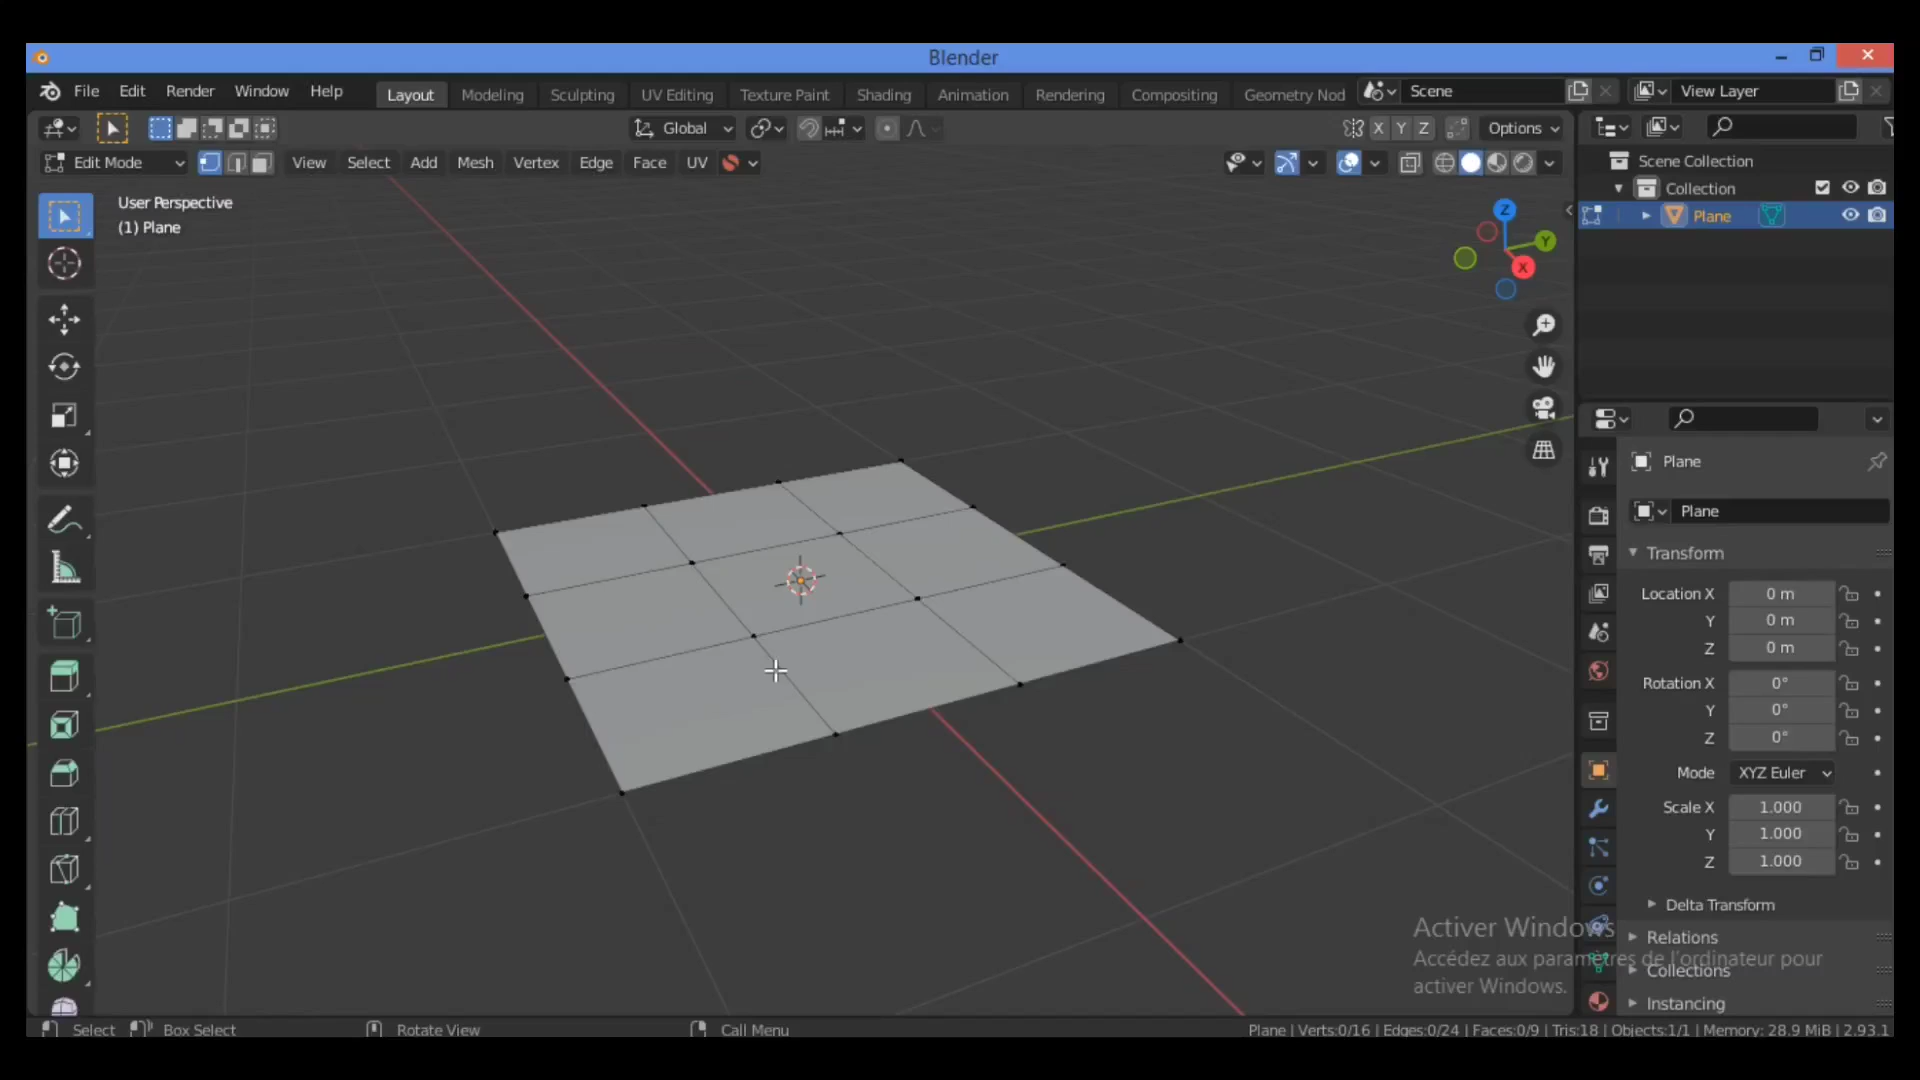 Blender
File Edit Render Window Help Layout Modeling Sculpting UV Editing Texture Paint Shading Animation Rendering Compositing Geometry Nod Scene View Layer
Global X Y Z Options
Edit Mode View Select Add Mesh Vertex Edge Face UV
Scene Collection
Collection
Plane
User Perspective
(1) Plane
Z
Y
X
Plane
Plane
Transform
Location X 0 m
Y 0 m
Z 0 m
Rotation X 0°
Y 0°
Z 0°
Mode XYZ Euler
Scale X 1.000
Y 1.000
Z 1.000
Delta Transform
Relations
Collections
Instancing
Activer Windows
Accédez aux paramètres de l'ordinateur pour
activer Windows.
Select Box Select Rotate View Call Menu Plane | Verts:0/16 | Edges:0/24 | Faces:0/9 | Tris:18 | Objects:1/1 | Memory: 28.9 MiB | 2.93.1